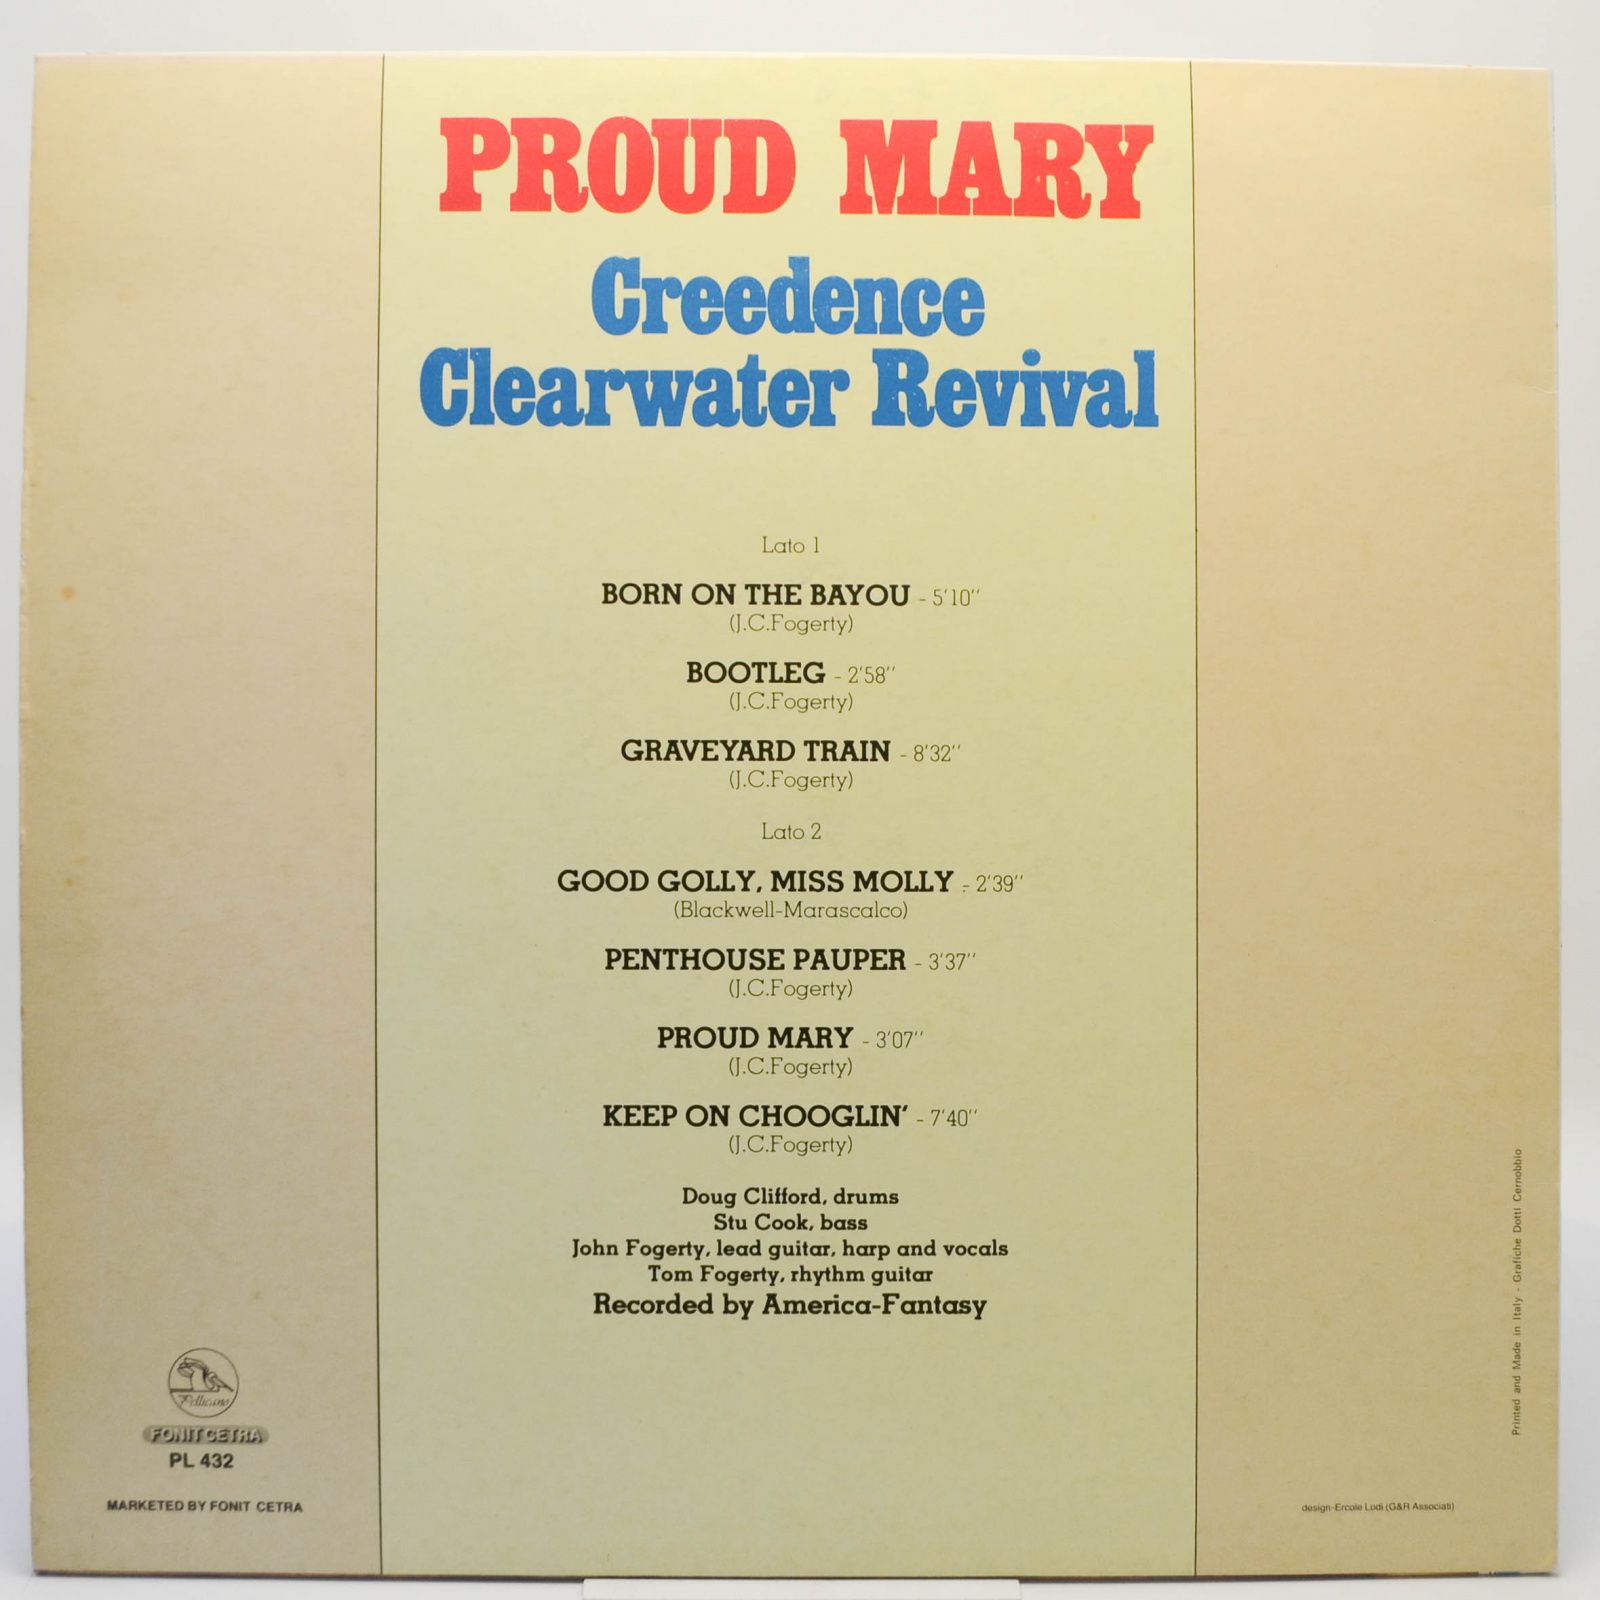 PROUD MARY
Creedence
Clearwater Revival
Lato 1
BORN ON THE BAYOU - 5'10''
(J.C.Fogerty)
BOOTLEG - 2'58''
(J.C.Fogerty)
GRAVEYARD TRAIN - 8'32''
(J.C.Fogerty)
Lato 2
GOOD GOLLY, MISS MOLLY - 2'39''
(Blackwell-Marascalco)
PENTHOUSE PAUPER - 3'37''
(J.C.Fogerty)
PROUD MARY - 3'07''
(J.C.Fogerty)
KEEP ON CHOOGLIN' - 7'40''
(J.C.Fogerty)
Doug Clifford, drums
Stu Cook, bass
John Fogerty, lead guitar, harp and vocals
Tom Fogerty, rhythm guitar
Recorded by America-Fantasy
Pellicano
FONIT CETRA
PL 432
MARKETED BY FONIT CETRA
design-Ercole Lodi (G&R Associati)
Printed and Made in Italy - Grafiche Dotti Cernobbio